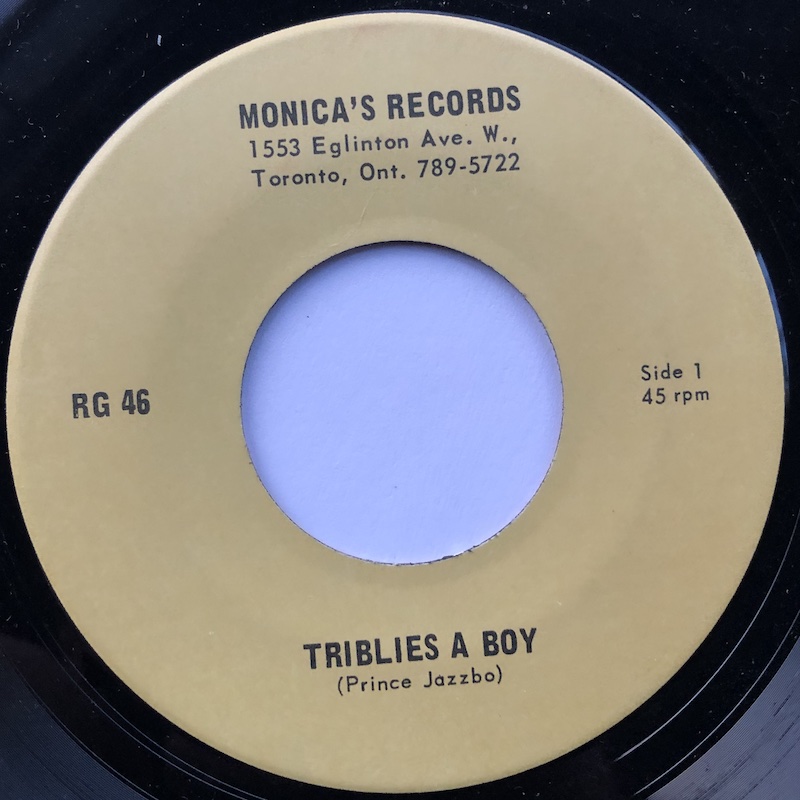 MONICA'S RECORDS
1553 Eglinton Ave. W.,
Toronto, Ont. 789-5722
RG 46
Side 1
45 rpm
TRIBLIES A BOY
(Prince Jazzbo)